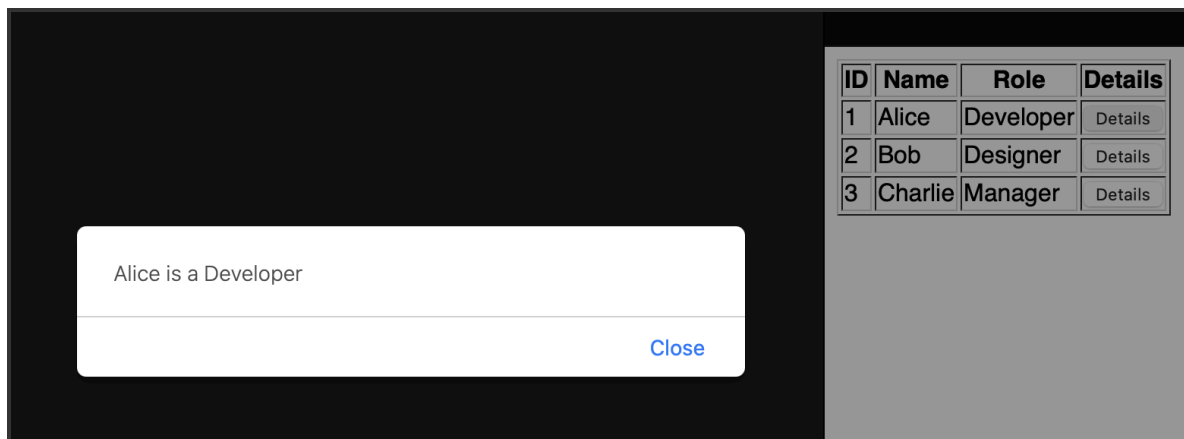 Alice is a Developer
Close
ID Name Role Details
1 Alice Developer Details
2 Bob Designer Details
3 Charlie Manager Details